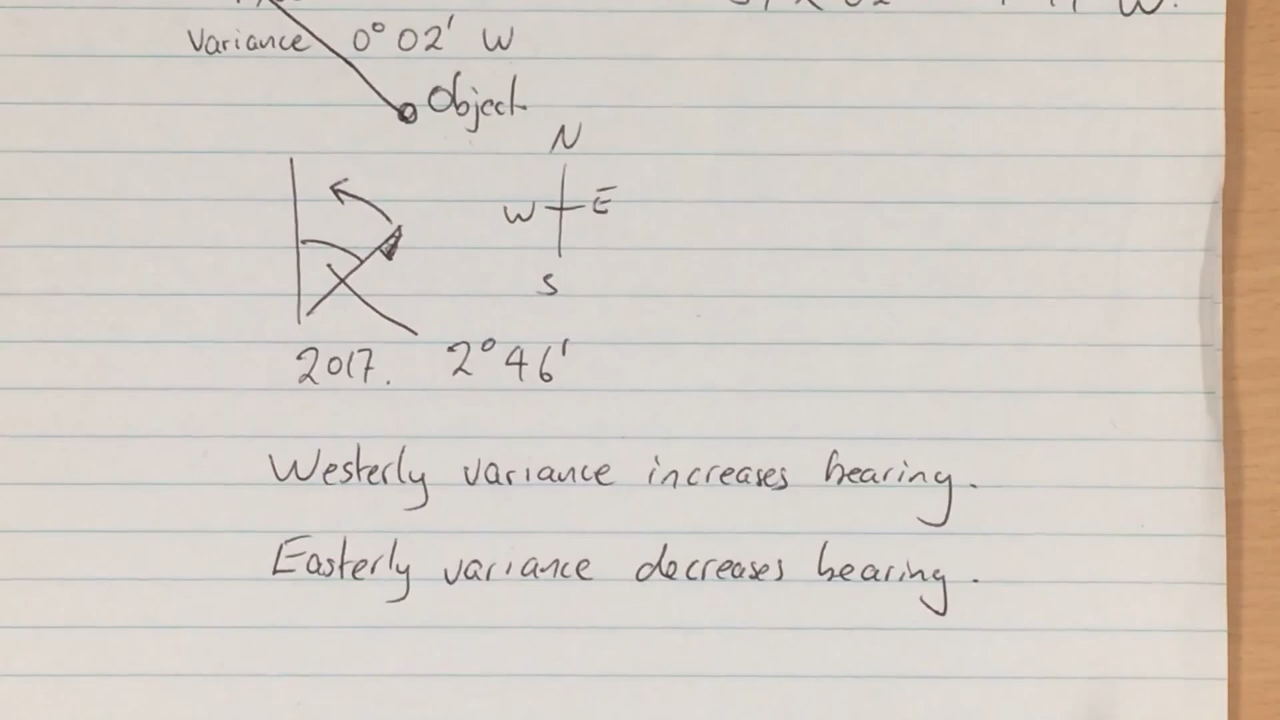 Variance 0° 02' W
Object
N
W E
S
2017. 2° 46'
Westerly variance increases bearing.
Easterly variance decreases bearing.